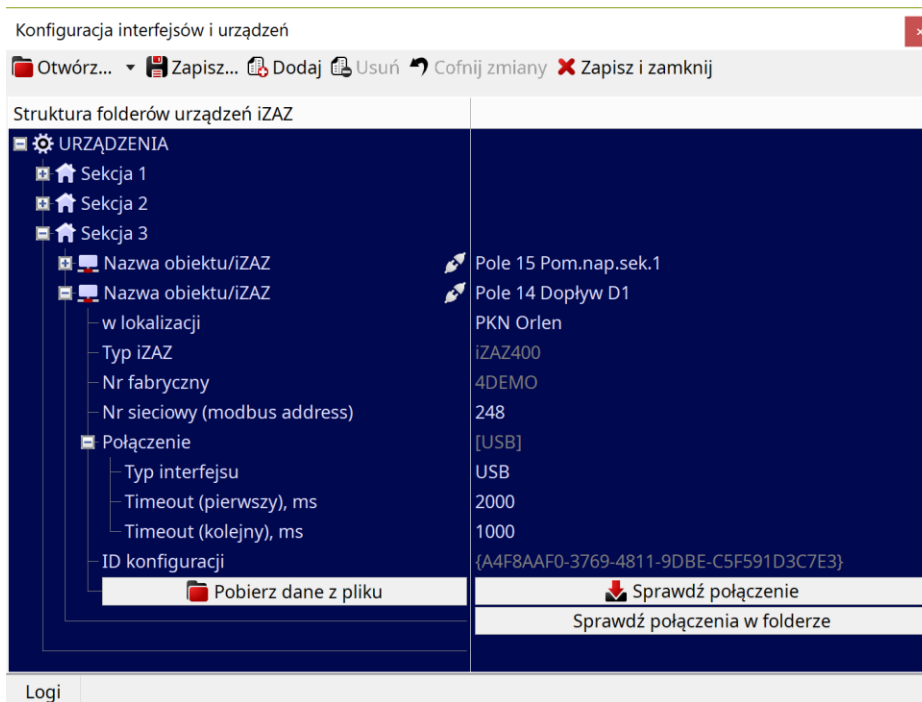 Konfiguracja interfejsów i urządzeń
Otwórz... Zapisz... Dodaj Usuń Cofnij zmiany Zapisz i zamknij
Struktura folderów urządzeń iZAZ
URZĄDZENIA
Sekcja 1
Sekcja 2
Sekcja 3
Nazwa obiektu/iZAZ Pole 15 Pom.nap.sek.1
Nazwa obiektu/iZAZ Pole 14 Dopływ D1
w lokalizacji PKN Orlen
Typ iZAZ iZAZ400
Nr fabryczny 4DEMO
Nr sieciowy (modbus address) 248
Połączenie [USB]
Typ interfejsu USB
Timeout (pierwszy), ms 2000
Timeout (kolejny), ms 1000
ID konfiguracji {A4F8AAF0-3769-4811-9DBE-C5F591D3C7E3}
Pobierz dane z pliku Sprawdź połączenie
Sprawdź połączenia w folderze
Logi